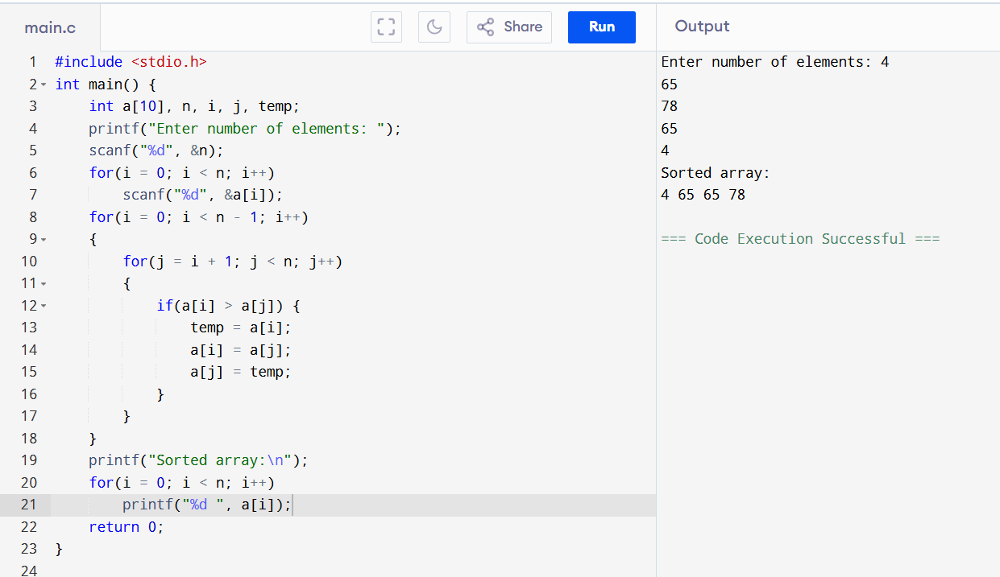 main.c
Share
Run
Output
1 #include <stdio.h>
2 int main() {
3     int a[10], n, i, j, temp;
4     printf("Enter number of elements: ");
5     scanf("%d", &n);
6     for(i = 0; i < n; i++)
7         scanf("%d", &a[i]);
8     for(i = 0; i < n - 1; i++)
9     {
10         for(j = i + 1; j < n; j++)
11         {
12             if(a[i] > a[j]) {
13                 temp = a[i];
14                 a[i] = a[j];
15                 a[j] = temp;
16             }
17         }
18     }
19     printf("Sorted array:\n");
20     for(i = 0; i < n; i++)
21         printf("%d ", a[i]);
22     return 0;
23 }
24
Enter number of elements: 4
65
78
65
4
Sorted array:
4 65 65 78
=== Code Execution Successful ===